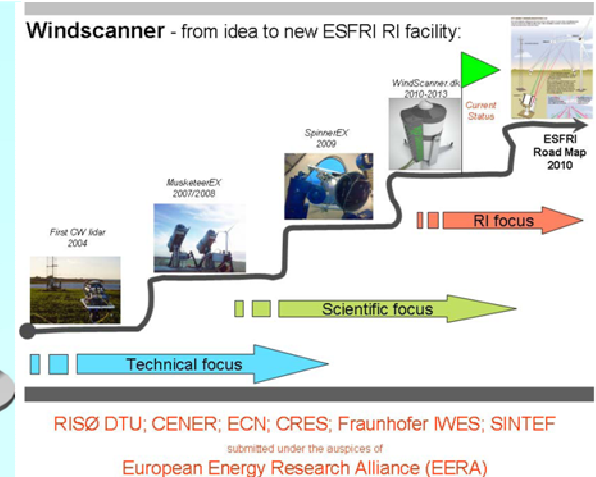 Windscanner - from idea to new ESFRI RI facility:
WindScanner.dk
2010-2013
Current
Status
SpinnerEX
2009
ESFRI
Road Map
2010
MusketeerEX
2007/2008
First CW lidar
2004
RI focus
Scientific focus
Technical focus
RISØ DTU; CENER; ECN; CRES; Fraunhofer IWES; SINTEF
submitted under the auspices of
European Energy Research Alliance (EERA)